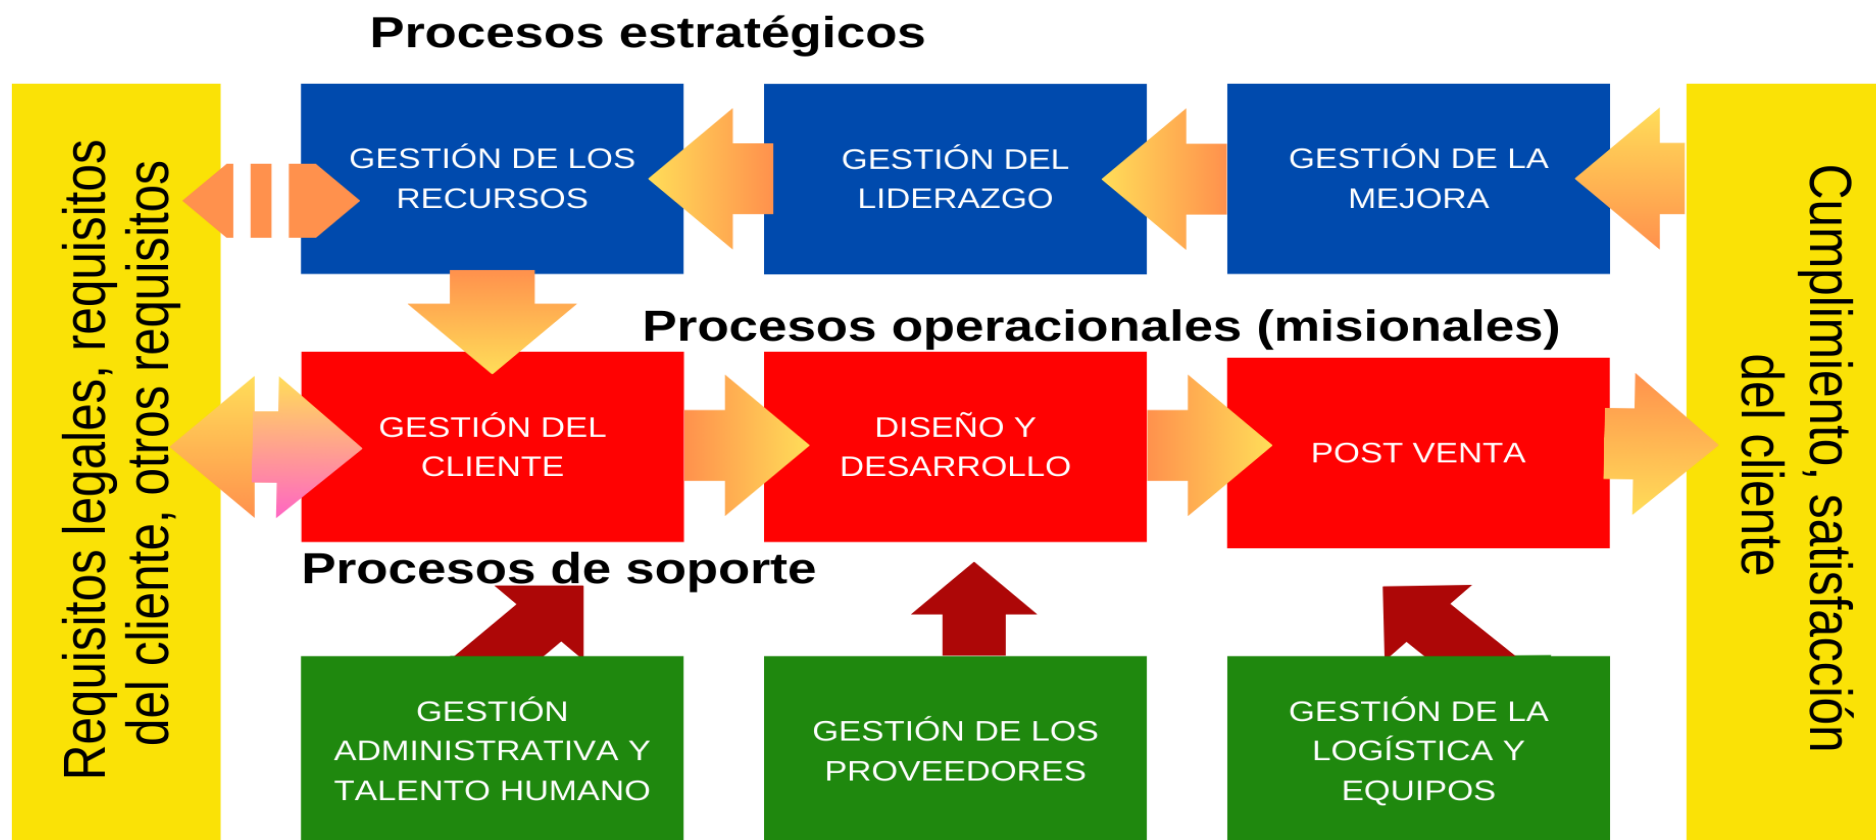 Procesos estratégicos
Requisitos legales, requisitos
del cliente, otros requisitos
GESTIÓN DE LOS
RECURSOS
GESTIÓN DEL
LIDERAZGO
GESTIÓN DE LA
MEJORA
Procesos operacionales (misionales)
GESTIÓN DEL
CLIENTE
DISEÑO Y
DESARROLLO
POST VENTA
Procesos de soporte
GESTIÓN
ADMINISTRATIVA Y
TALENTO HUMANO
GESTIÓN DE LOS
PROVEEDORES
GESTIÓN DE LA
LOGÍSTICA Y
EQUIPOS
Cumplimiento, satisfacción
del cliente